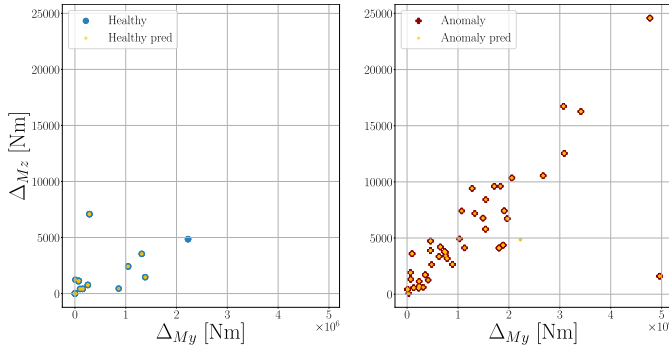 25000
20000
15000
10000
5000
0
Δ_{Mz} [Nm]
Healthy
Healthy pred
0 1 2 3 4 5
×10⁶
Δ_{My} [Nm]
25000
20000
15000
10000
5000
0
Anomaly
Anomaly pred
0 1 2 3 4 5
Δ_{My} [Nm]